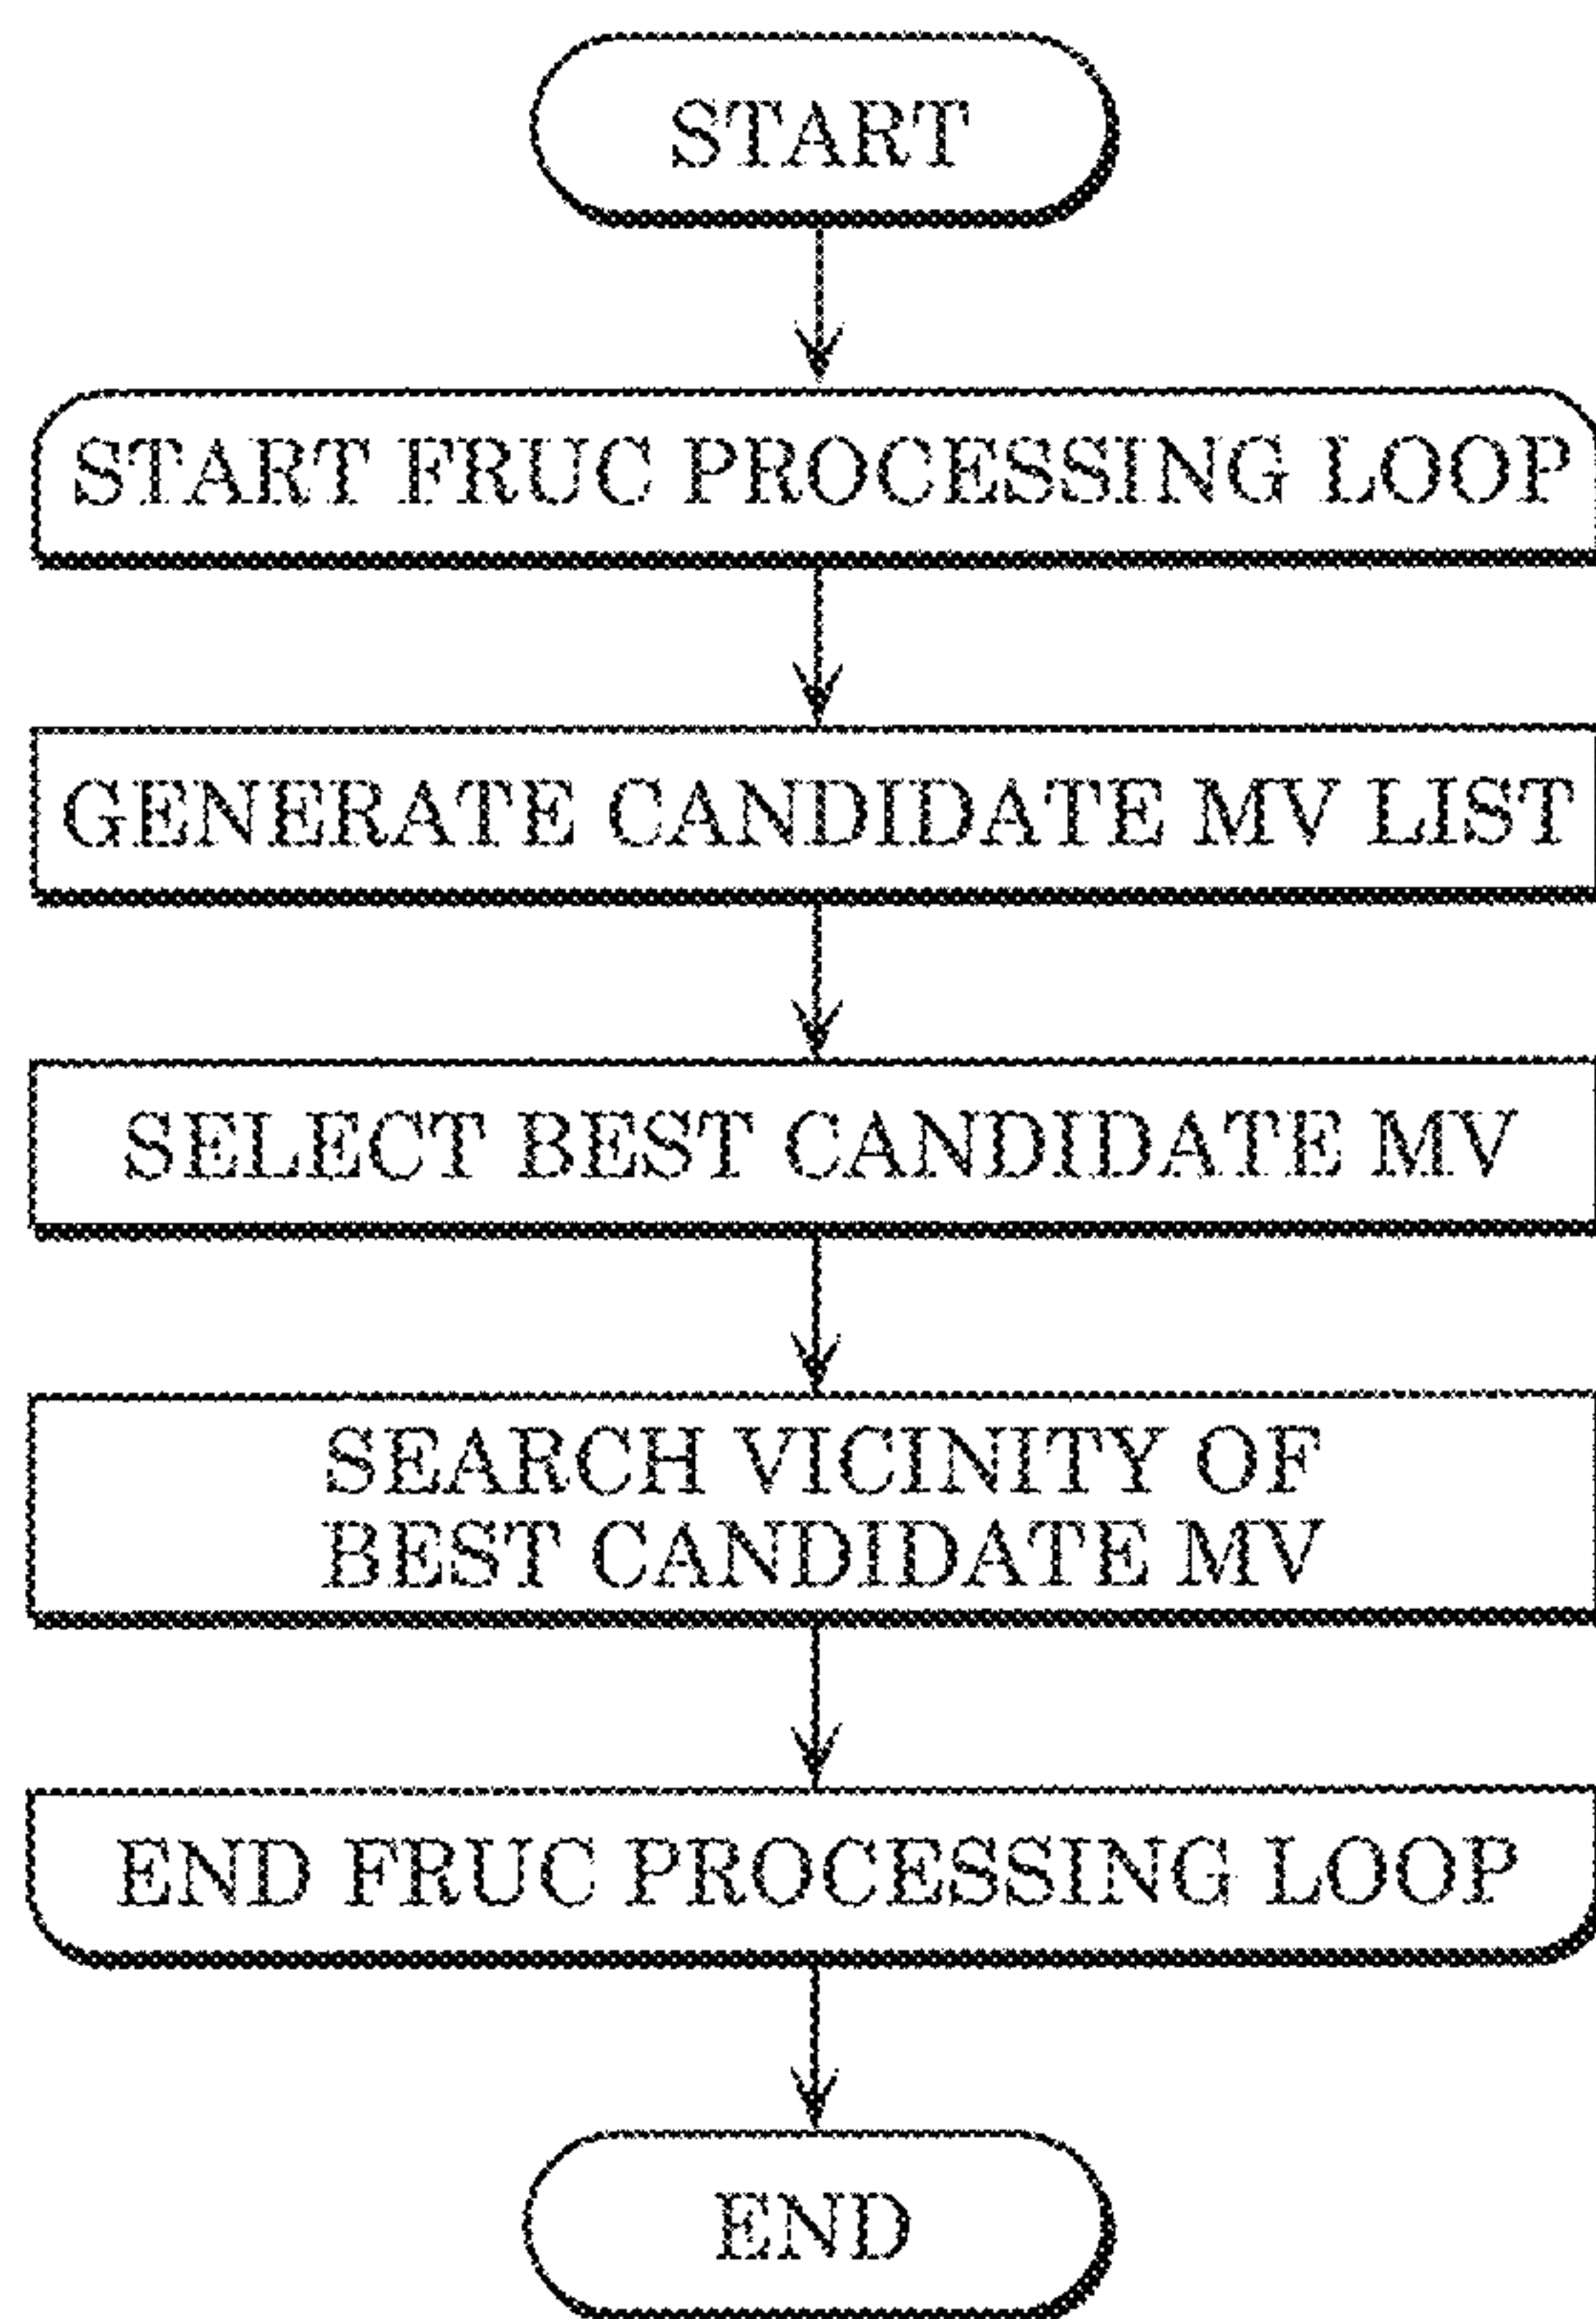 START
START FRUC PROCESSING LOOP
GENERATE CANDIDATE MV LIST
SELECT BEST CANDIDATE MV
SEARCH VICINITY OF
BEST CANDIDATE MV
END FRUC PROCESSING LOOP
END